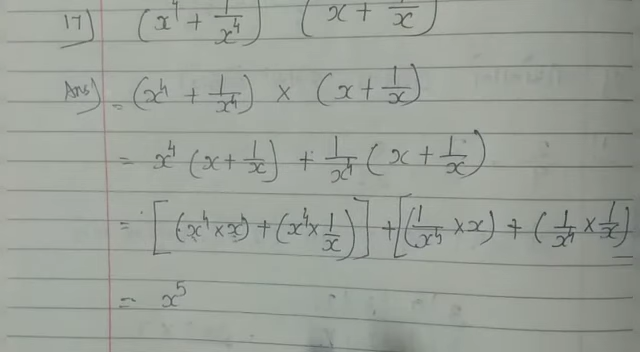 17) (x⁴ + 1/x⁴) (x + 1/x)
Ans) = (x⁴ + 1/x⁴) × (x + 1/x)
= x⁴ (x + 1/x) + 1/x⁴ (x + 1/x)
= [(x⁴ × x) + (x⁴ × 1/x)] + [(1/x⁴ × x) + (1/x⁴ × 1/x)
= x⁵